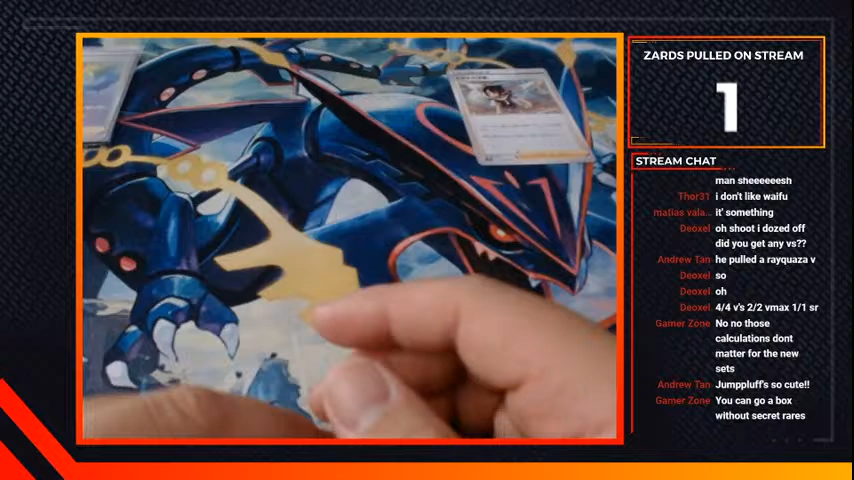 ZARDS PULLED ON STREAM
1
STREAM CHAT
man sheeeeesh
Thor31 i don't like waifu
matias vala... it' something
Deoxel oh shoot i dozed off
did you get any vs??
Andrew Tan he pulled a rayquaza v
Deoxel so
Deoxel oh
Deoxel 4/4 v's 2/2 vmax 1/1 sr
Gamer Zone No no those
calculations dont
matter for the new
sets
Andrew Tan Jumppluff's so cute!!
Gamer Zone You can go a box
without secret rares